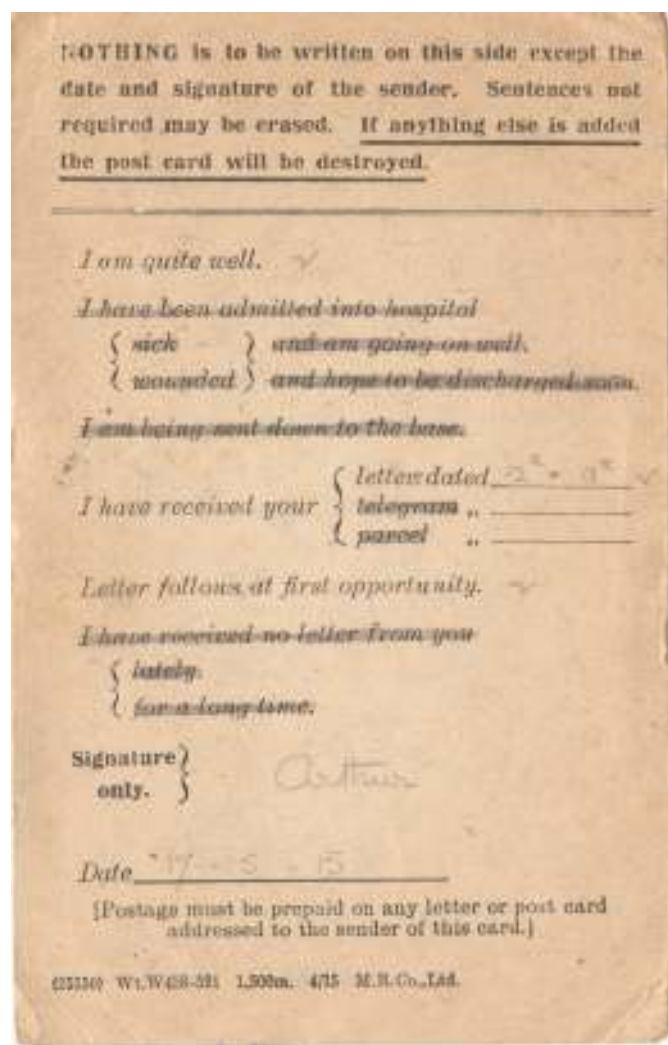 NOTHING is to be written on this side except the
date and signature of the sender. Sentences not
required may be erased. If anything else is added
the post card will be destroyed.
I am quite well.
I have been admitted into hospital
{ sick } and am going on well.
{ wounded } and hope to be discharged soon.
I am being sent down to the base.
I have received your { letter dated
telegram ,,
parcel ,,
Letter follows at first opportunity.
I have received no letter from you
{ lately.
{ for a long time.
Signature }
only. }
Arthur
Date 17 - 5 - 15
[Postage must be prepaid on any letter or post card
addressed to the sender of this card.]
1,500m. 4/15 Co., Ltd.